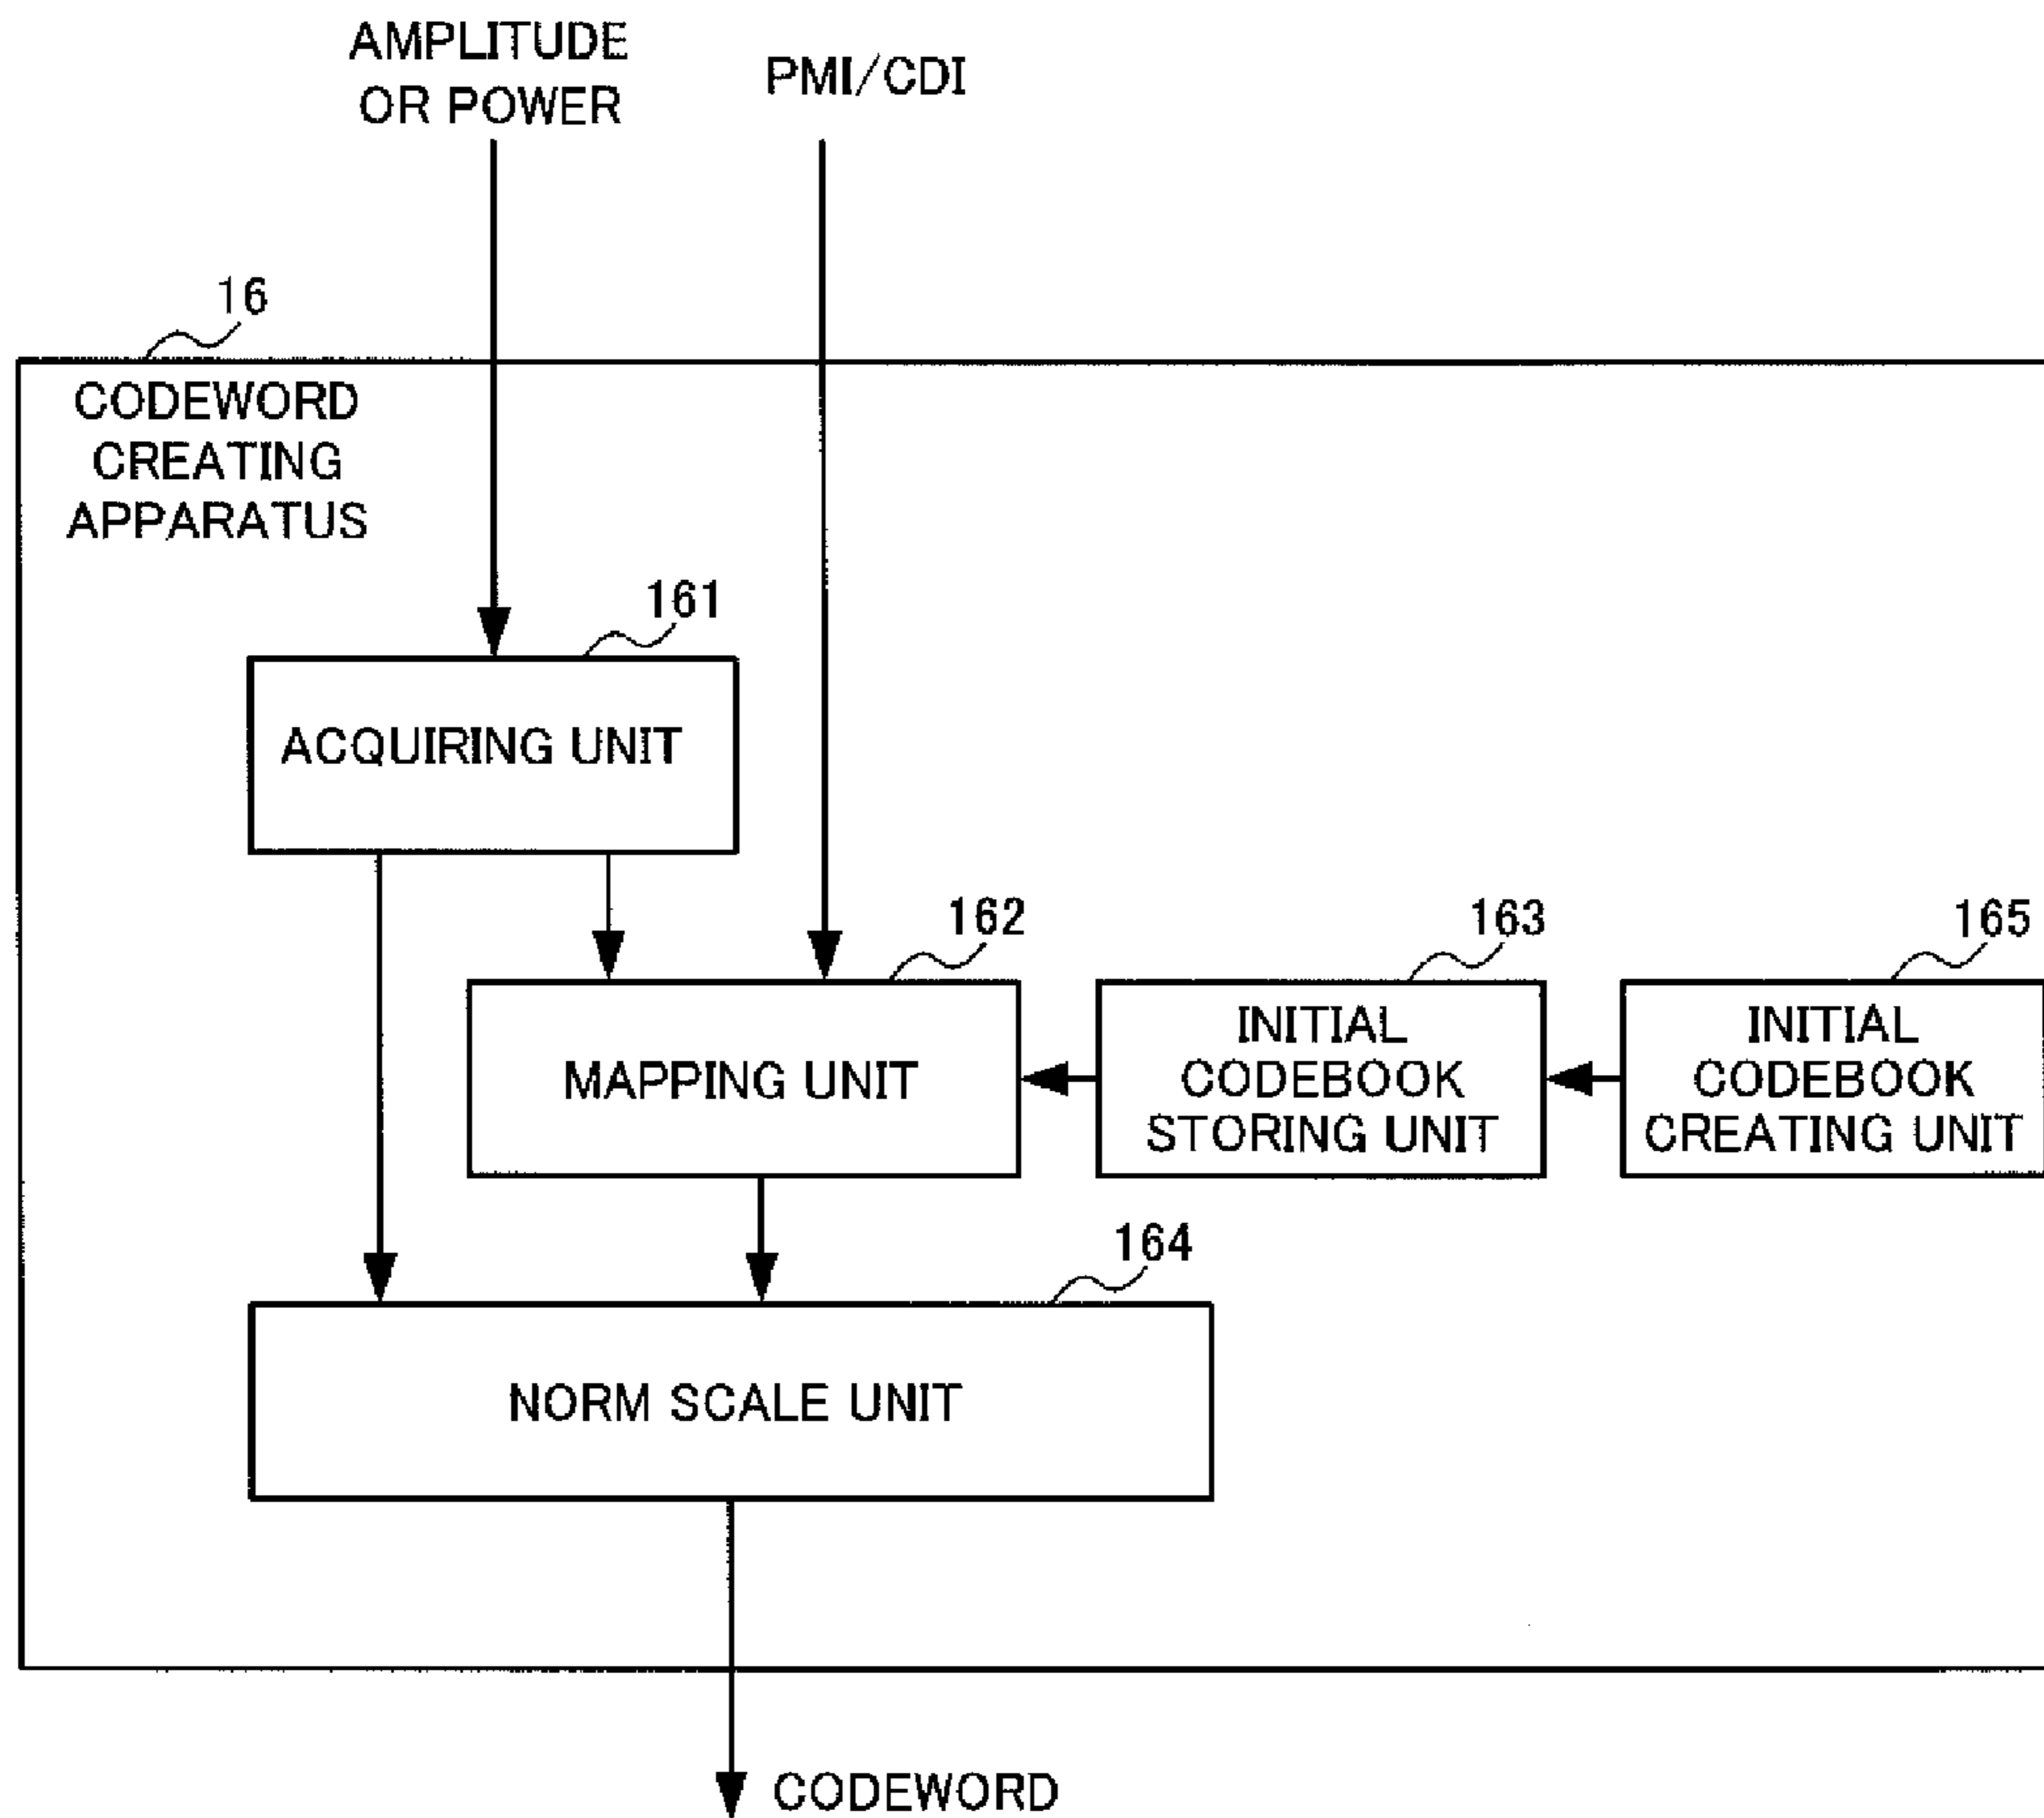 AMPLITUDE
OR POWER
PMI/CDI
16
CODEWORD
CREATING
APPARATUS
161
ACQUIRING UNIT
162
163
165
MAPPING UNIT
INITIAL
CODEBOOK
STORING UNIT
INITIAL
CODEBOOK
CREATING UNIT
164
NORM SCALE UNIT
CODEWORD